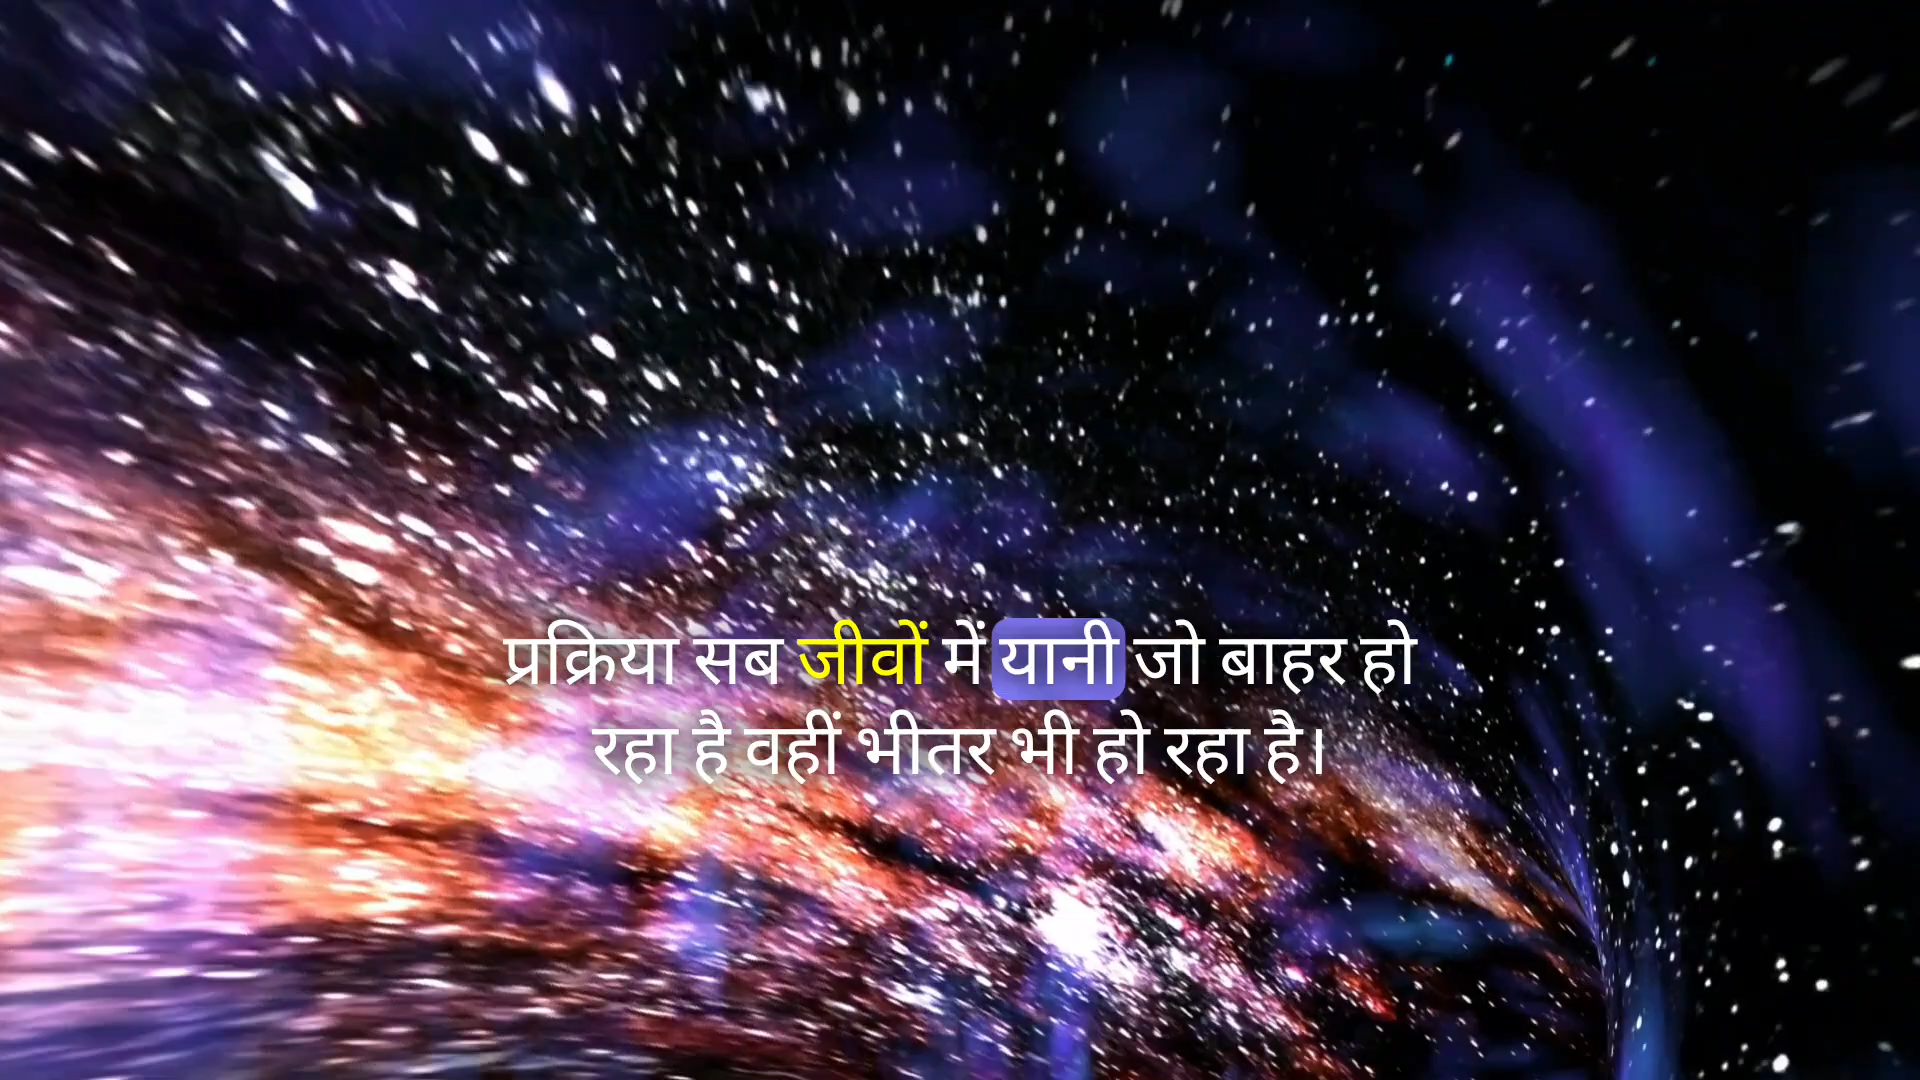 प्रक्रिया सब जीवों में यानी जो बाहर हो
रहा है वहीं भीतर भी हो रहा है।